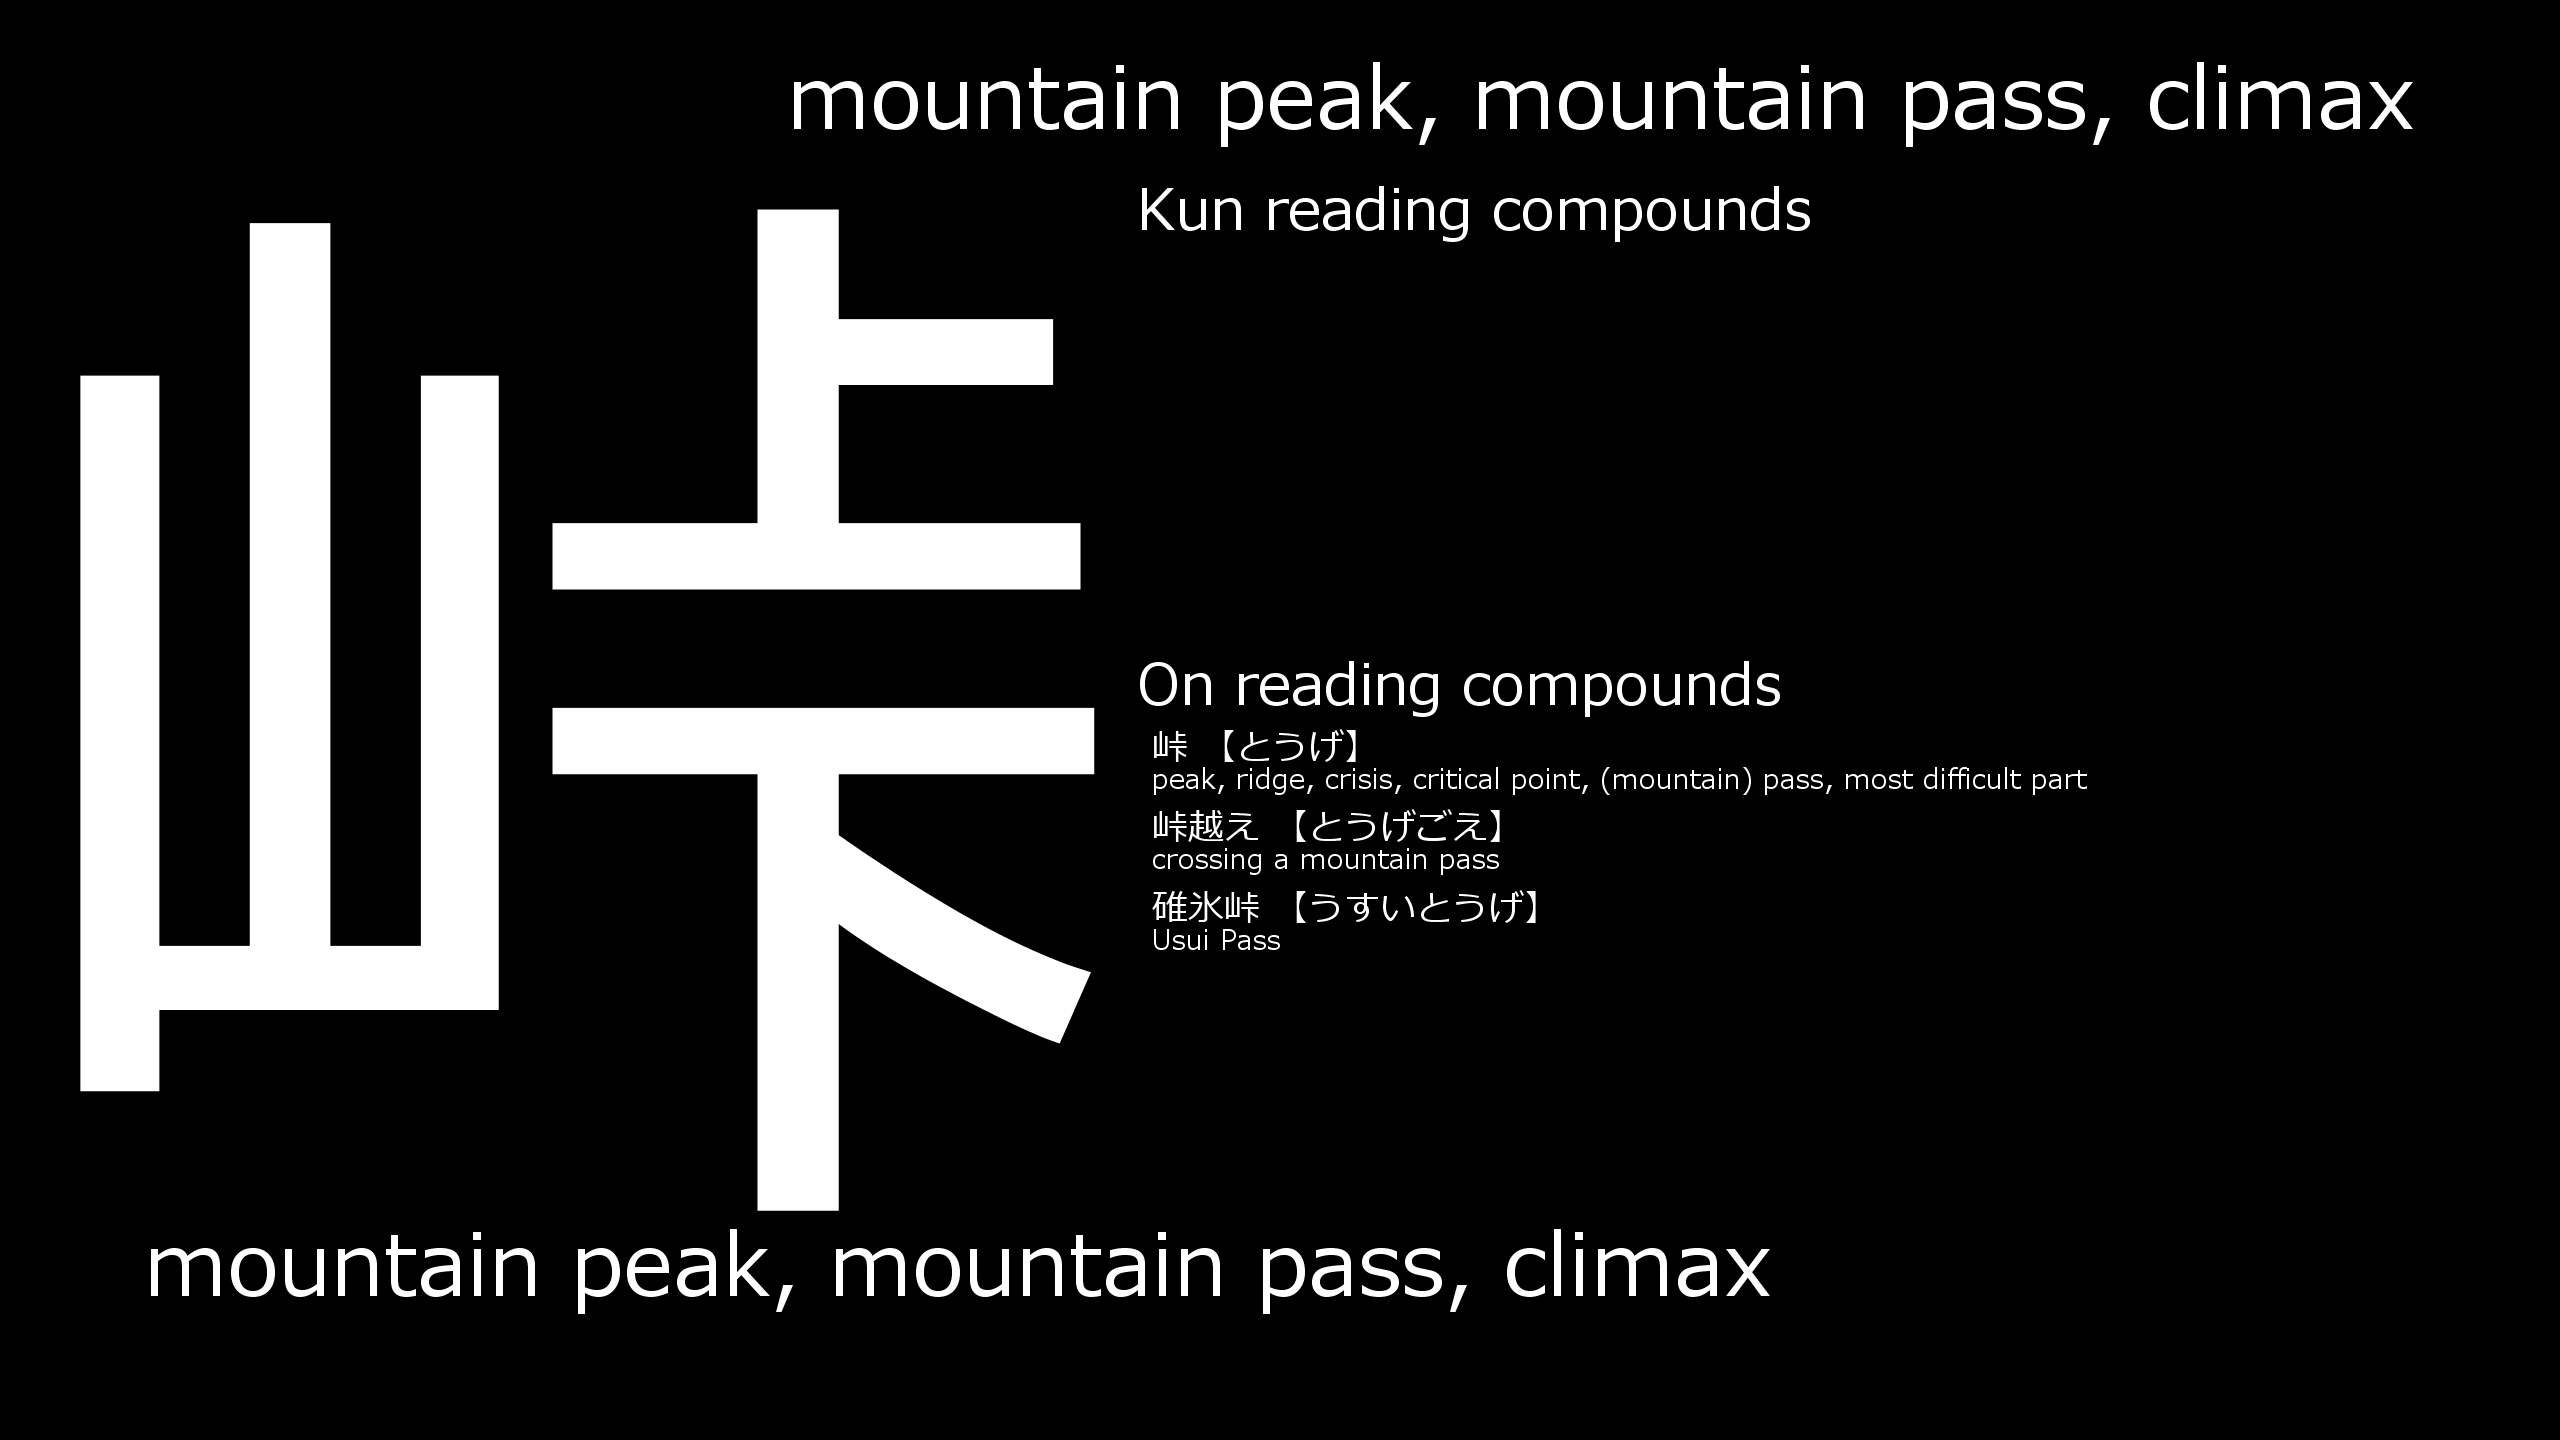 mountain peak, mountain pass, climax
峠
Kun reading compounds
On reading compounds
峠 【とうげ】
peak, ridge, crisis, critical point, (mountain) pass, most difficult part
峠越え 【とうげごえ】
crossing a mountain pass
碓氷峠 【うすいとうげ】
Usui Pass
mountain peak, mountain pass, climax